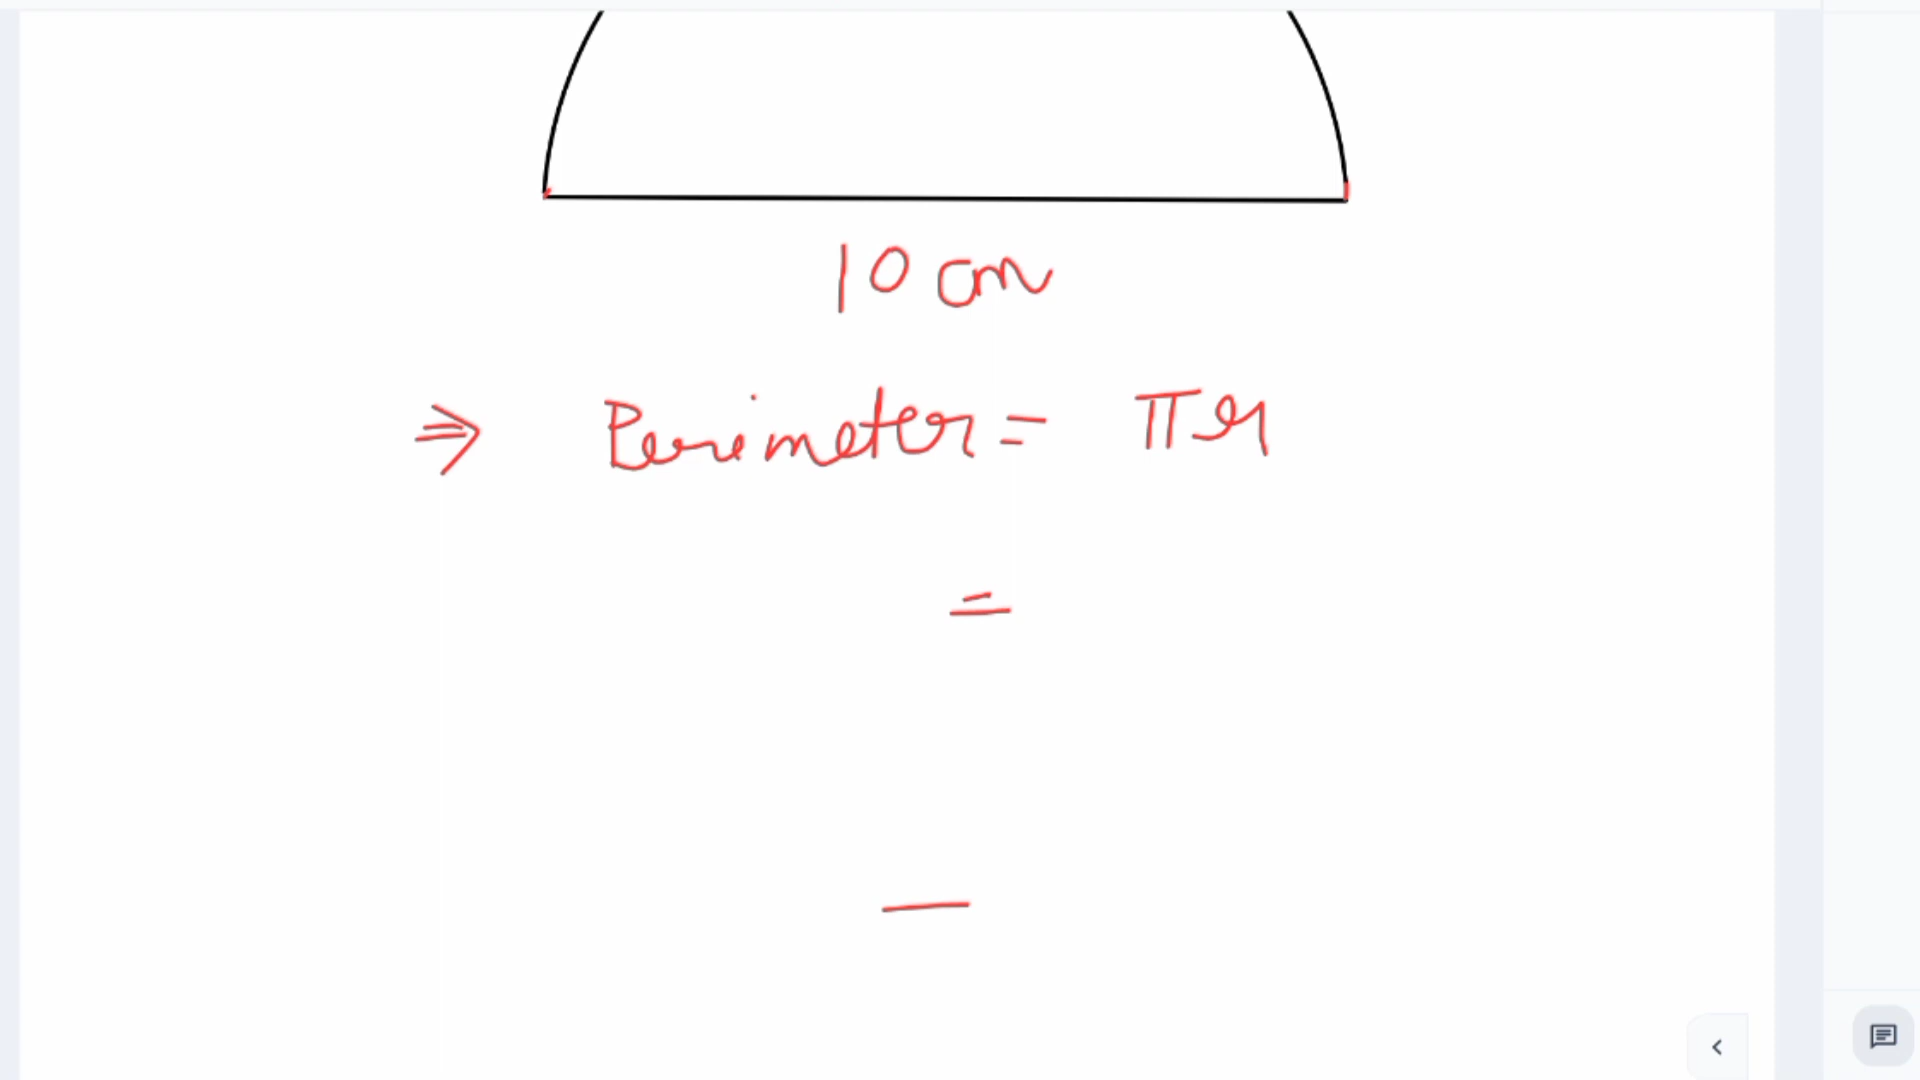 10 cm
⇒ Perimeter = πr
=
—